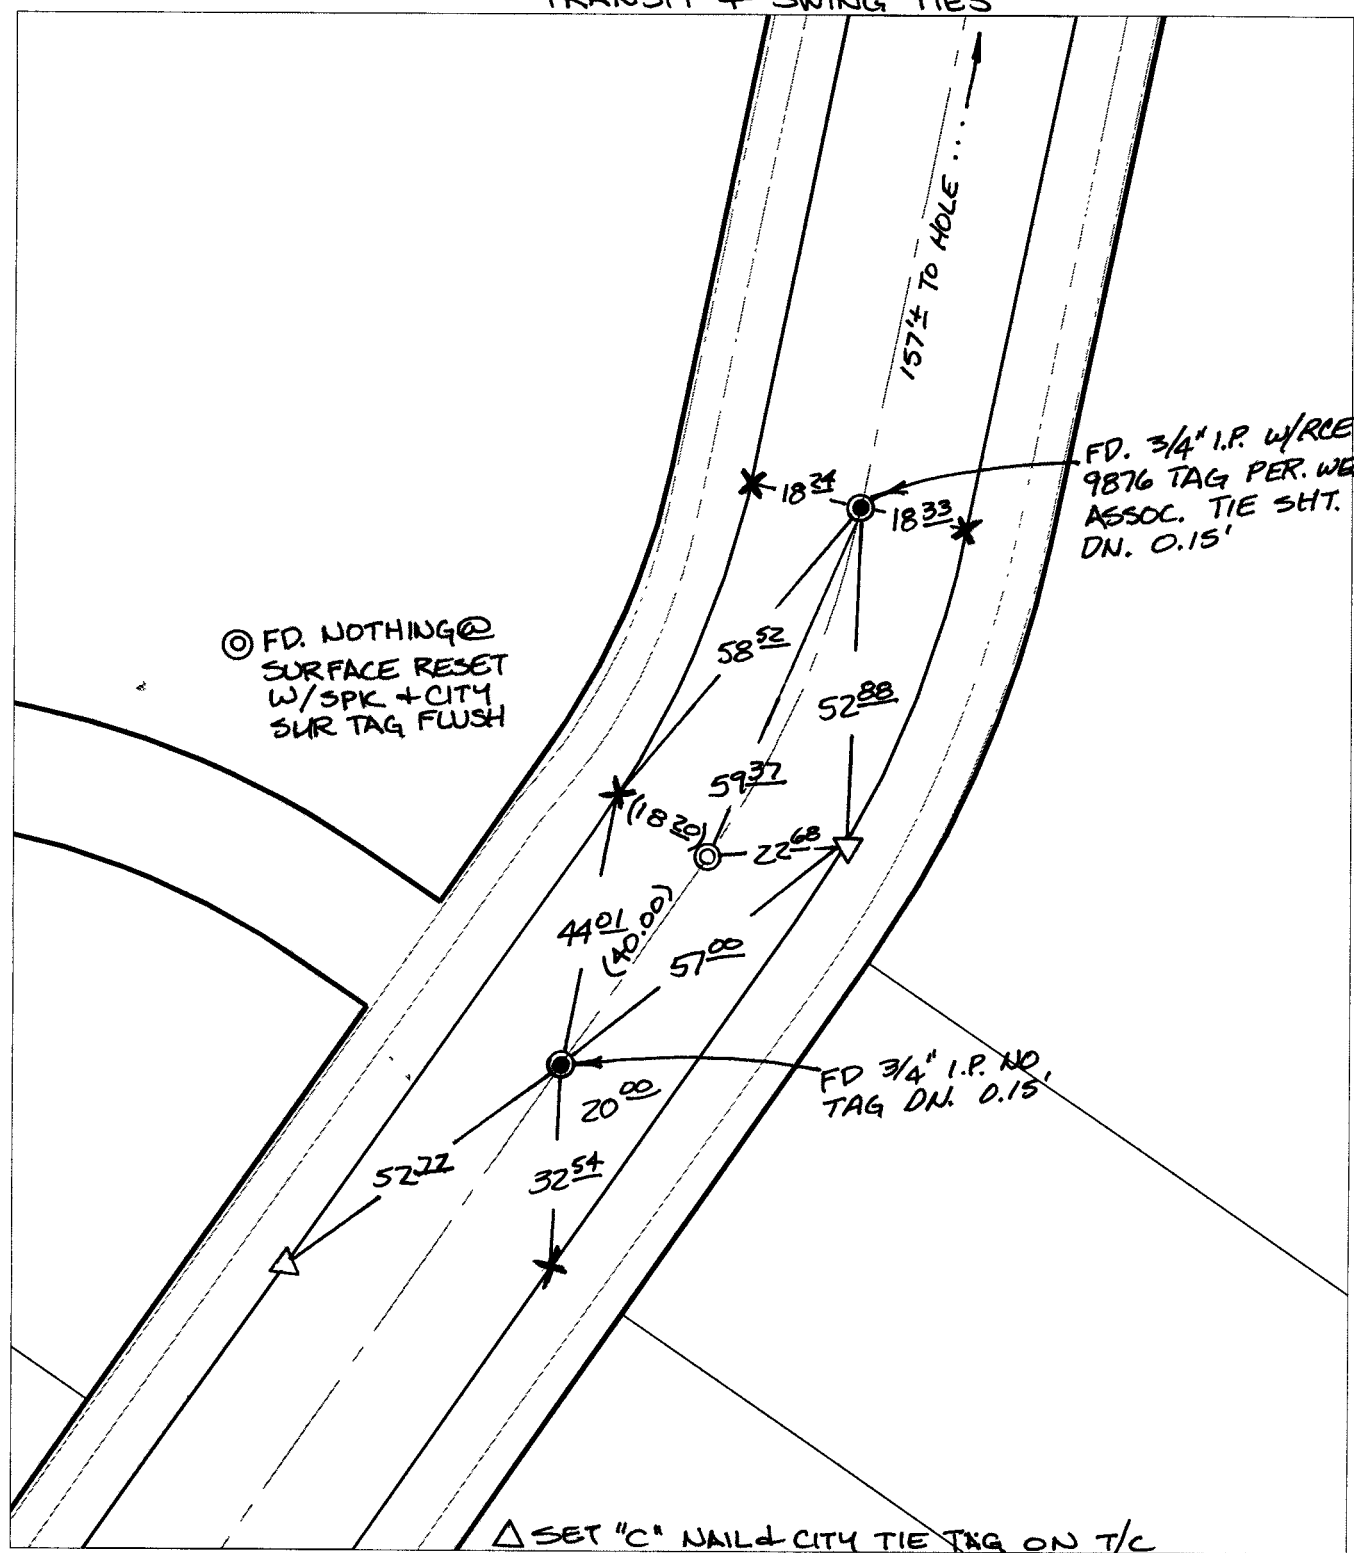 TRANSIT + SWING TIES
157'± TO HOLE ....
FD. 3/4" I.P. W/RCE
9876 TAG PER. WE
ASSOC. TIE SHT.
DN. 0.15'
18 34
18 33
FD. NOTHING @
SURFACE RESET
W/SPK + CITY
SUR TAG FLUSH
58 52
52 88
59 37
(18 20)
22 68
44 01
(40.00)
57 00
FD 3/4" I.P. NO
TAG DN. 0.15'
20 00
52 22
32 54
△ SET "C" NAIL & CITY TIE TAG ON T/C